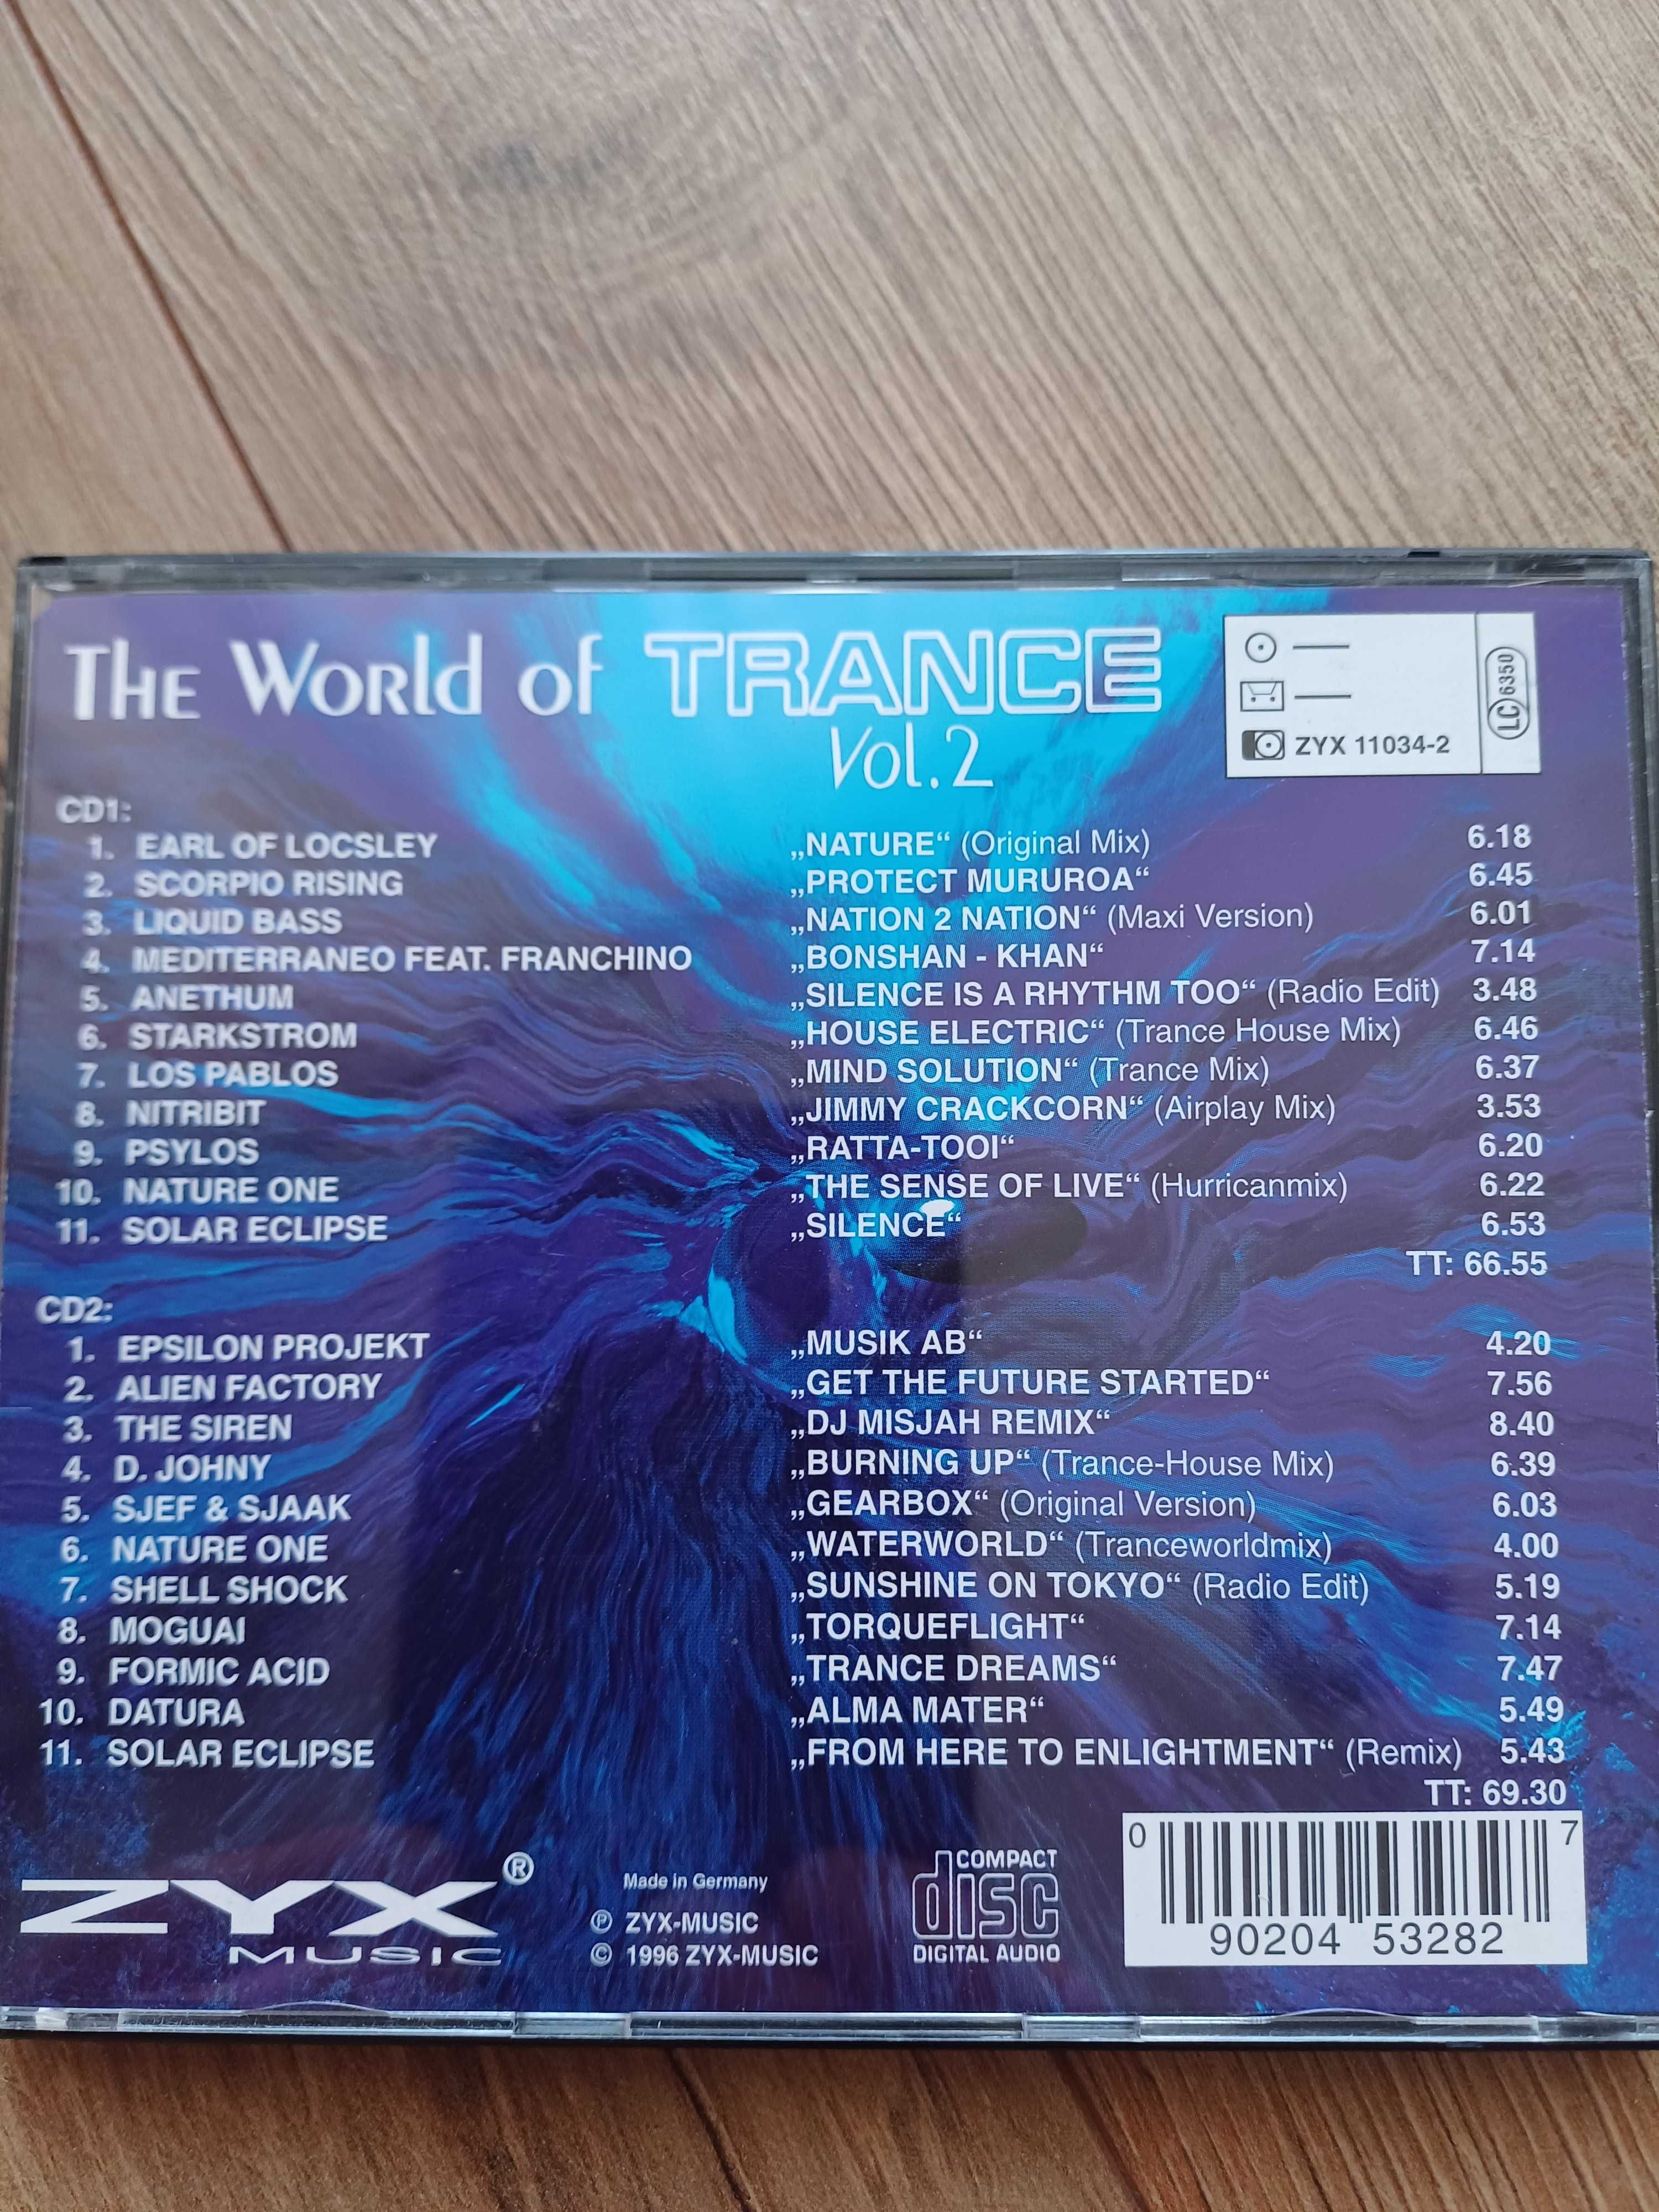 The World of TRANCE
Vol.2
ZYX 11034-2
LC 6350
CD1:
1. EARL OF LOCSLEY „NATURE“ (Original Mix) 6.18
2. SCORPIO RISING „PROTECT MURUROA“ 6.45
3. LIQUID BASS „NATION 2 NATION“ (Maxi Version) 6.01
4. MEDITERRANEO FEAT. FRANCHINO „BONSHAN - KHAN“ 7.14
5. ANETHUM „SILENCE IS A RHYTHM TOO“ (Radio Edit) 3.48
6. STARKSTROM „HOUSE ELECTRIC“ (Trance House Mix) 6.46
7. LOS PABLOS „MIND SOLUTION“ (Trance Mix) 6.37
8. NITRIBIT „JIMMY CRACKCORN“ (Airplay Mix) 3.53
9. PSYLOS „RATTA-TOOI“ 6.20
10. NATURE ONE „THE SENSE OF LIVE“ (Hurricanmix) 6.22
11. SOLAR ECLIPSE „SILENCE“ 6.53
TT: 66.55
CD2:
1. EPSILON PROJEKT „MUSIK AB“ 4.20
2. ALIEN FACTORY „GET THE FUTURE STARTED“ 7.56
3. THE SIREN „DJ MISJAH REMIX“ 8.40
4. D. JOHNY „BURNING UP“ (Trance-House Mix) 6.39
5. SJEF & SJAAK „GEARBOX“ (Original Version) 6.03
6. NATURE ONE „WATERWORLD“ (Tranceworldmix) 4.00
7. SHELL SHOCK „SUNSHINE ON TOKYO“ (Radio Edit) 5.19
8. MOGUAI „TORQUEFLIGHT“ 7.14
9. FORMIC ACID „TRANCE DREAMS“ 7.47
10. DATURA „ALMA MATER“ 5.49
11. SOLAR ECLIPSE „FROM HERE TO ENLIGHTMENT“ (Remix) 5.43
TT: 69.30
ZYX®
MUSIC
Made in Germany
℗ ZYX-MUSIC
© 1996 ZYX-MUSIC
COMPACT
disc
DIGITAL AUDIO
0 90204 53282 7